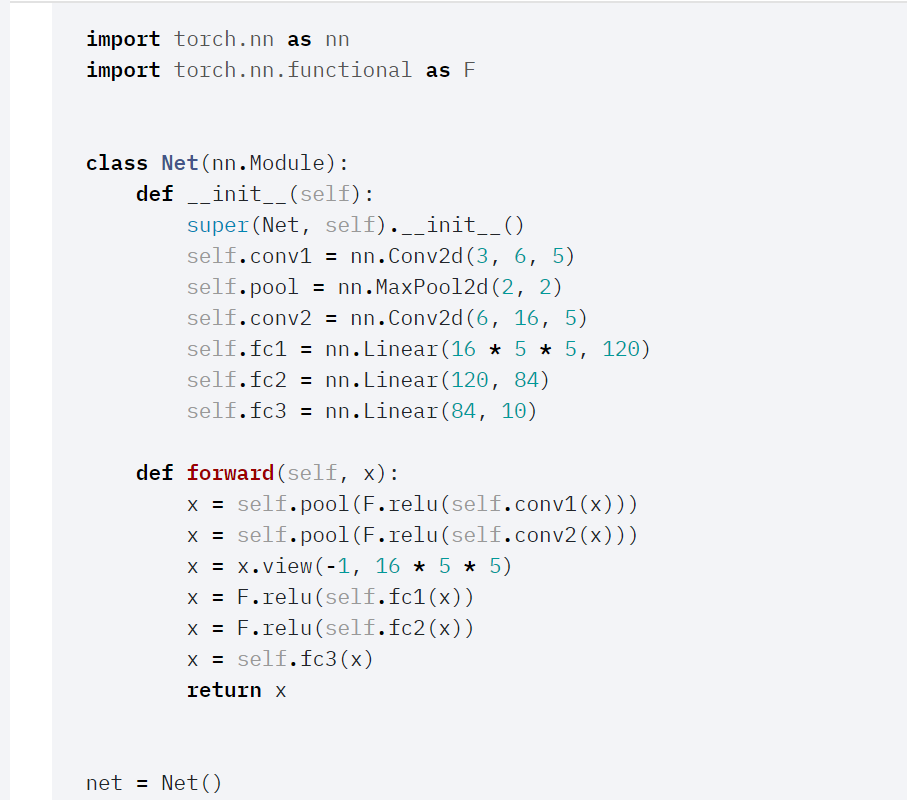 import torch.nn as nn
import torch.nn.functional as F
class Net(nn.Module):
    def __init__(self):
        super(Net, self).__init__()
        self.conv1 = nn.Conv2d(3, 6, 5)
        self.pool = nn.MaxPool2d(2, 2)
        self.conv2 = nn.Conv2d(6, 16, 5)
        self.fc1 = nn.Linear(16 * 5 * 5, 120)
        self.fc2 = nn.Linear(120, 84)
        self.fc3 = nn.Linear(84, 10)
    def forward(self, x):
        x = self.pool(F.relu(self.conv1(x)))
        x = self.pool(F.relu(self.conv2(x)))
        x = x.view(-1, 16 * 5 * 5)
        x = F.relu(self.fc1(x))
        x = F.relu(self.fc2(x))
        x = self.fc3(x)
        return x
net = Net()